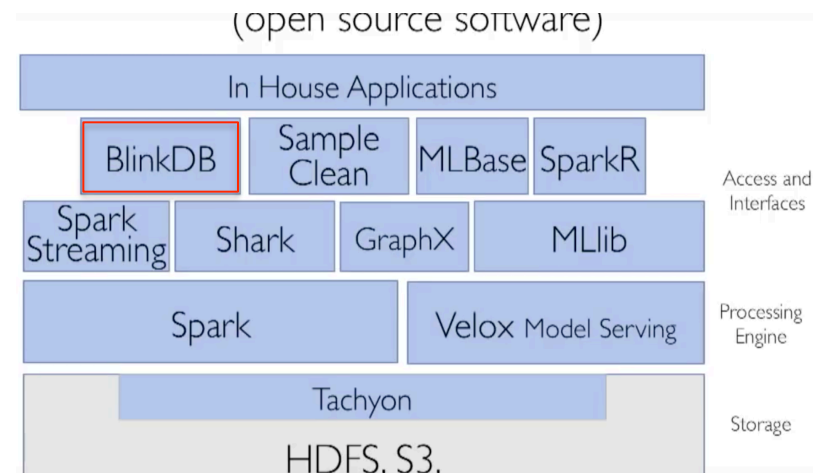 (open source software)
In House Applications
BlinkDB
Sample
Clean
MLBase
SparkR
Access and
Interfaces
Spark
Streaming
Shark
GraphX
MLlib
Spark
Velox Model Serving
Processing
Engine
Tachyon
Storage
HDFS, S3,